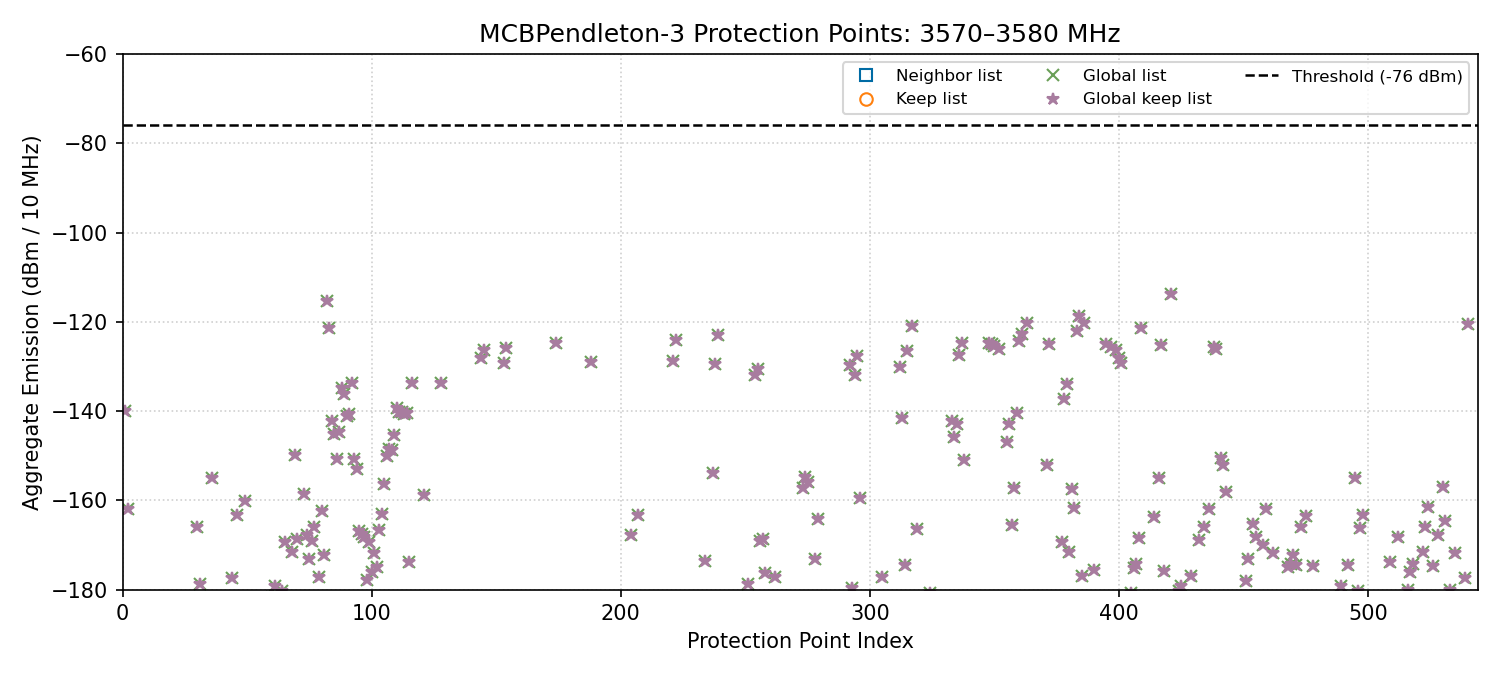 MCBPendleton-3 Protection Points: 3570–3580 MHz
Neighbor list
Keep list
Global list
Global keep list
Threshold (-76 dBm)
Aggregate Emission (dBm / 10 MHz)
−60
−80
−100
−120
−140
−160
−180
0 100 200 300 400 500
Protection Point Index